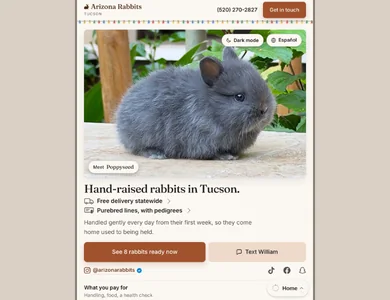 Arizona Rabbits
TUCSON
(520) 270-2827
Get in touch
Dark mode
Español
Meet Poppyseed
Hand-raised rabbits in Tucson.
Free delivery statewide
Purebred lines, with pedigrees
Handled gently every day from their first week, so they come
home used to being held.
See 8 rabbits ready now
Text William
@arizonarabbits
What you pay for
Handling, food, a health check
Home